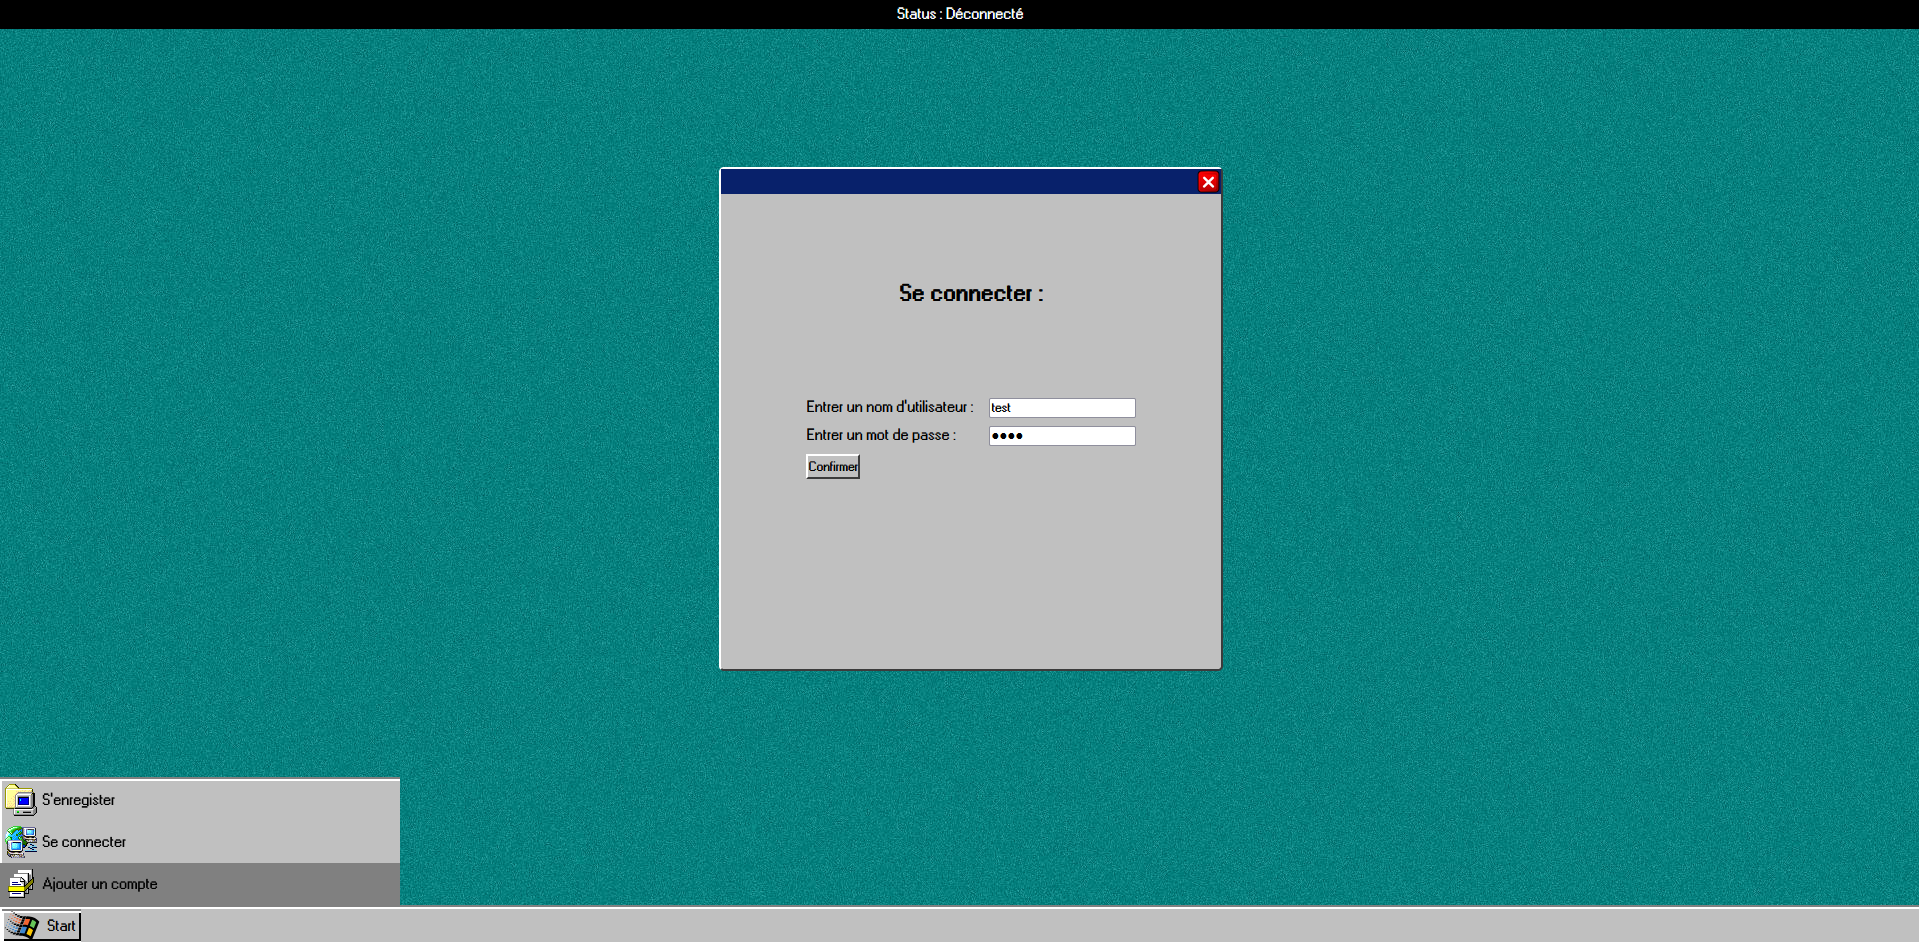 Status : Déconnecté
Se connecter :
Entrer un nom d'utilisateur : test
Entrer un mot de passe : ●●●●
Confirmer
S'enregister
Se connecter
Ajouter un compte
Start